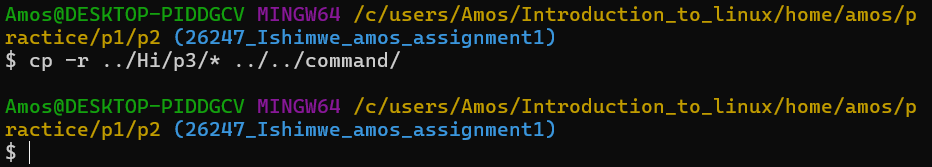 Amos@DESKTOP-PIDDGCV MINGW64 /c/users/Amos/Introduction_to_linux/home/amos/p
ractice/p1/p2 (26247_Ishimwe_amos_assignment1)
$ cp -r ../Hi/p3/* ../../command/
Amos@DESKTOP-PIDDGCV MINGW64 /c/users/Amos/Introduction_to_linux/home/amos/p
ractice/p1/p2 (26247_Ishimwe_amos_assignment1)
$